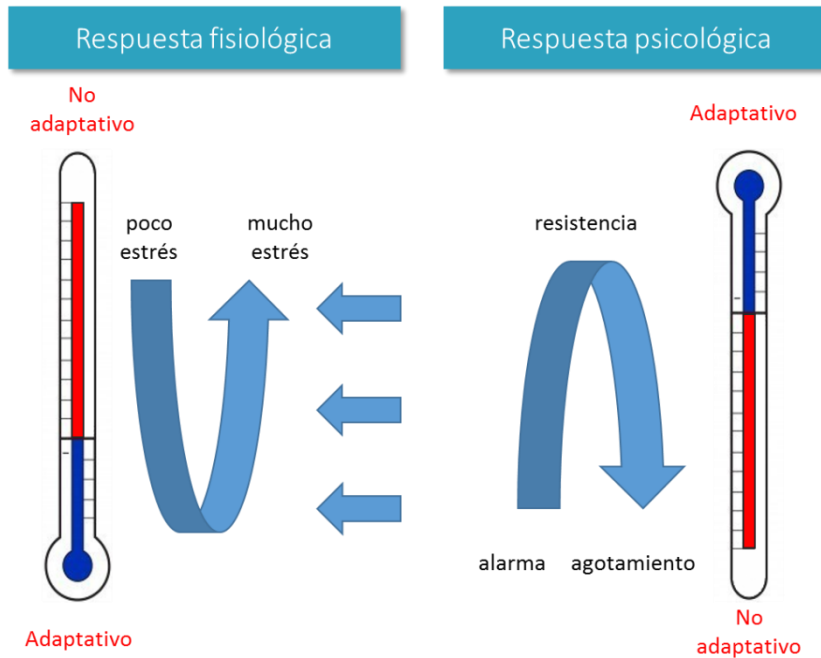 Respuesta fisiológica
Respuesta psicológica
No
adaptativo
Adaptativo
poco
estrés
mucho
estrés
resistencia
alarma
agotamiento
Adaptativo
No
adaptativo